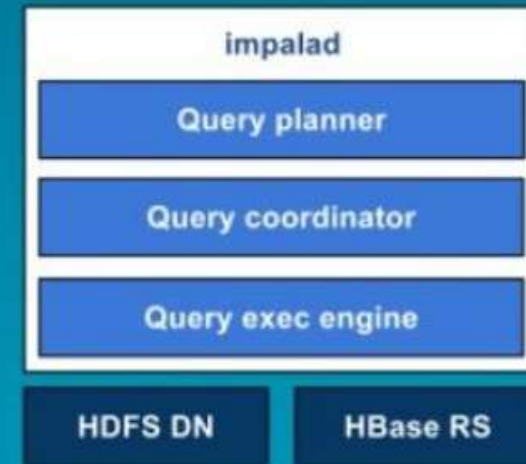 impalad
Query planner
Query coordinator
Query exec engine
HDFS DN HBase RS